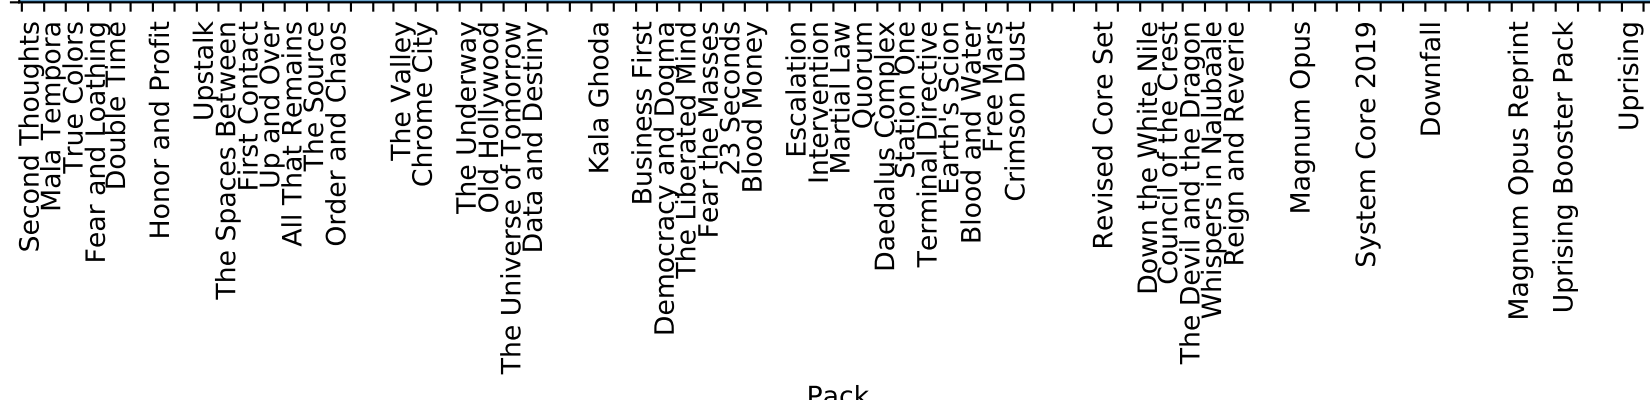 Second Thoughts
Mala Tempora
True Colors
Fear and Loathing
Double Time
Honor and Profit
Upstalk
The Spaces Between
First Contact
Up and Over
All That Remains
The Source
Order and Chaos
The Valley
Chrome City
The Underway
Old Hollywood
The Universe of Tomorrow
Data and Destiny
Kala Ghoda
Business First
Democracy and Dogma
The Liberated Mind
Fear the Masses
23 Seconds
Blood Money
Escalation
Intervention
Martial Law
Quorum
Daedalus Complex
Station One
Terminal Directive
Earth's Scion
Blood and Water
Free Mars
Crimson Dust
Revised Core Set
Down the White Nile
Council of the Crest
The Devil and the Dragon
Whispers in Nalubaale
Reign and Reverie
Magnum Opus
System Core 2019
Downfall
Magnum Opus Reprint
Uprising Booster Pack
Uprising
Pack